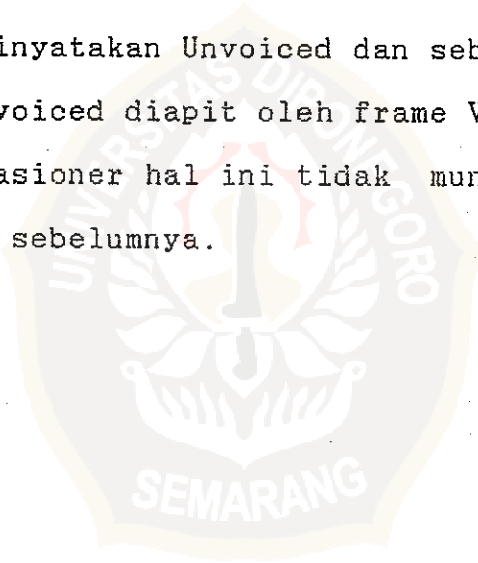 inyatakan Unvoiced dan seb
voiced diapit oleh frame V
asioner hal ini tidak mun
sebelumnya.
UNIVERSITAS DIPONEGORO
SEMARANG